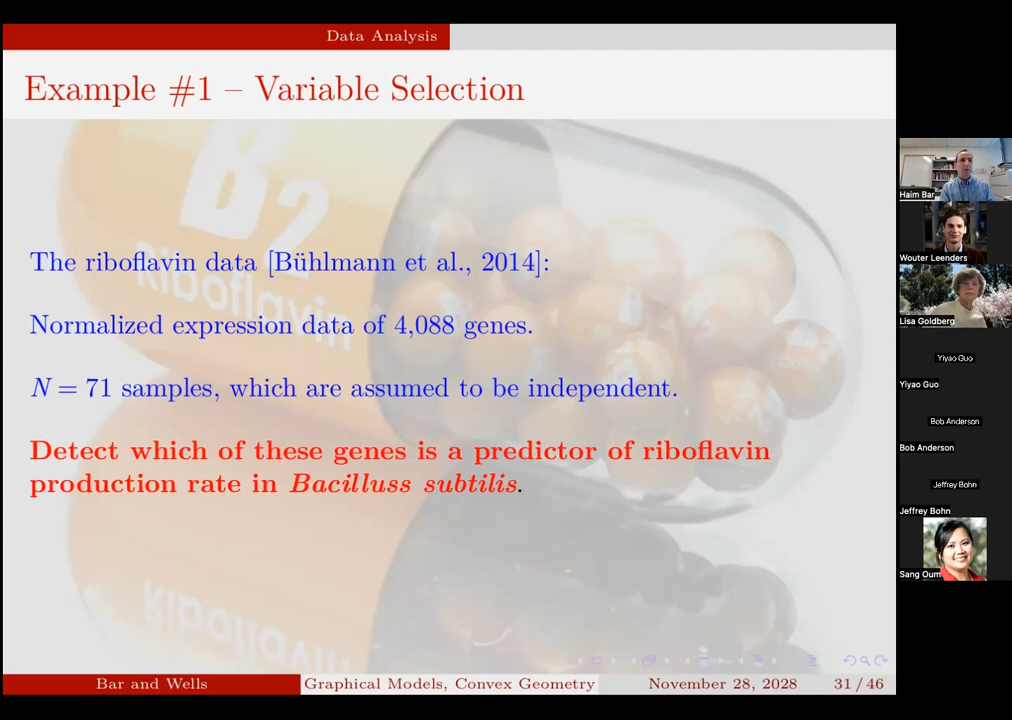 Data Analysis
Example #1 – Variable Selection
B2
Riboflavin
The riboflavin data [Bühlmann et al., 2014]:
Normalized expression data of 4,088 genes.
N = 71 samples, which are assumed to be independent.
Detect which of these genes is a predictor of riboflavin
production rate in Bacilluss subtilis.
Riboflavin
Bar and Wells
Graphical Models, Convex Geometry
November 28, 2028
31 / 46
Haim Bar
Wouter Leenders
Lisa Goldberg
Yiyao Guo
Yiyao Guo
Bob Anderson
Bob Anderson
Jeffrey Bohn
Jeffrey Bohn
Sang Oum